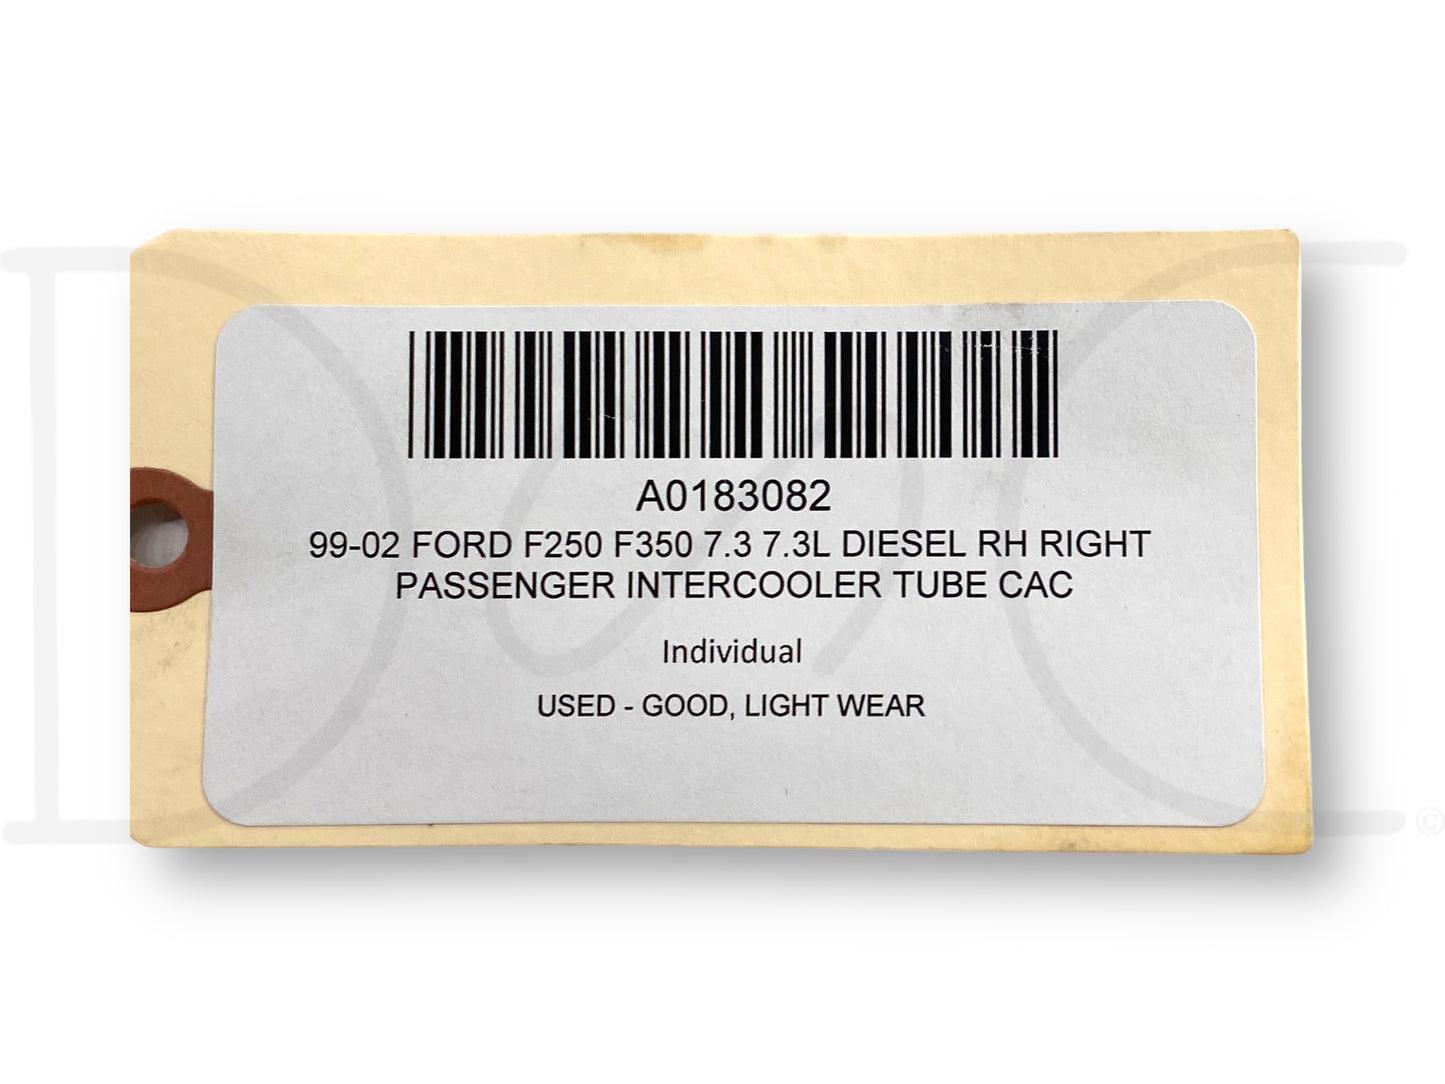 A0183082
99-02 FORD F250 F350 7.3 7.3L DIESEL RH RIGHT
PASSENGER INTERCOOLER TUBE CAC
Individual
USED - GOOD, LIGHT WEAR
©